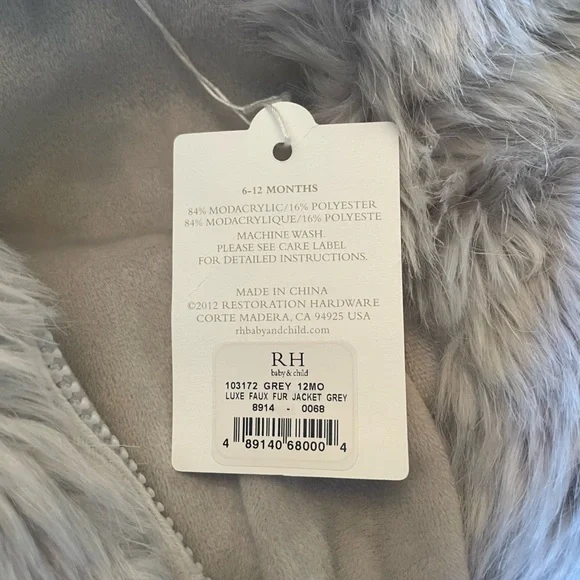 6-12 MONTHS
84% MODACRYLIC/16% POLYESTER
84% MODACRYLIQUE/16% POLYESTE
MACHINE WASH.
PLEASE SEE CARE LABEL
FOR DETAILED INSTRUCTIONS.
MADE IN CHINA
©2012 RESTORATION HARDWARE
CORTE MADERA, CA 94925 USA
rhbabyandchild.com
RH
baby & child
103172 GREY 12MO
LUXE FAUX FUR JACKET GREY
8914 - 0068
4 89140 68000 4